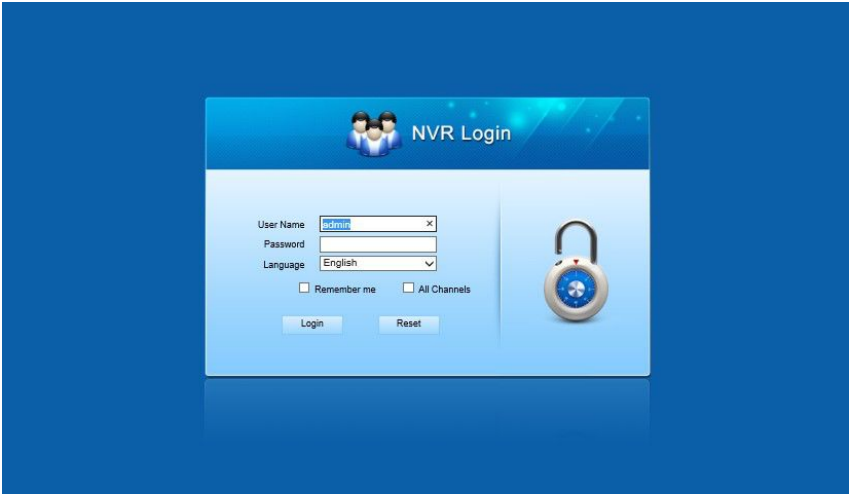 NVR Login
User Name admin
Password
Language English
Remember me All Channels
Login Reset